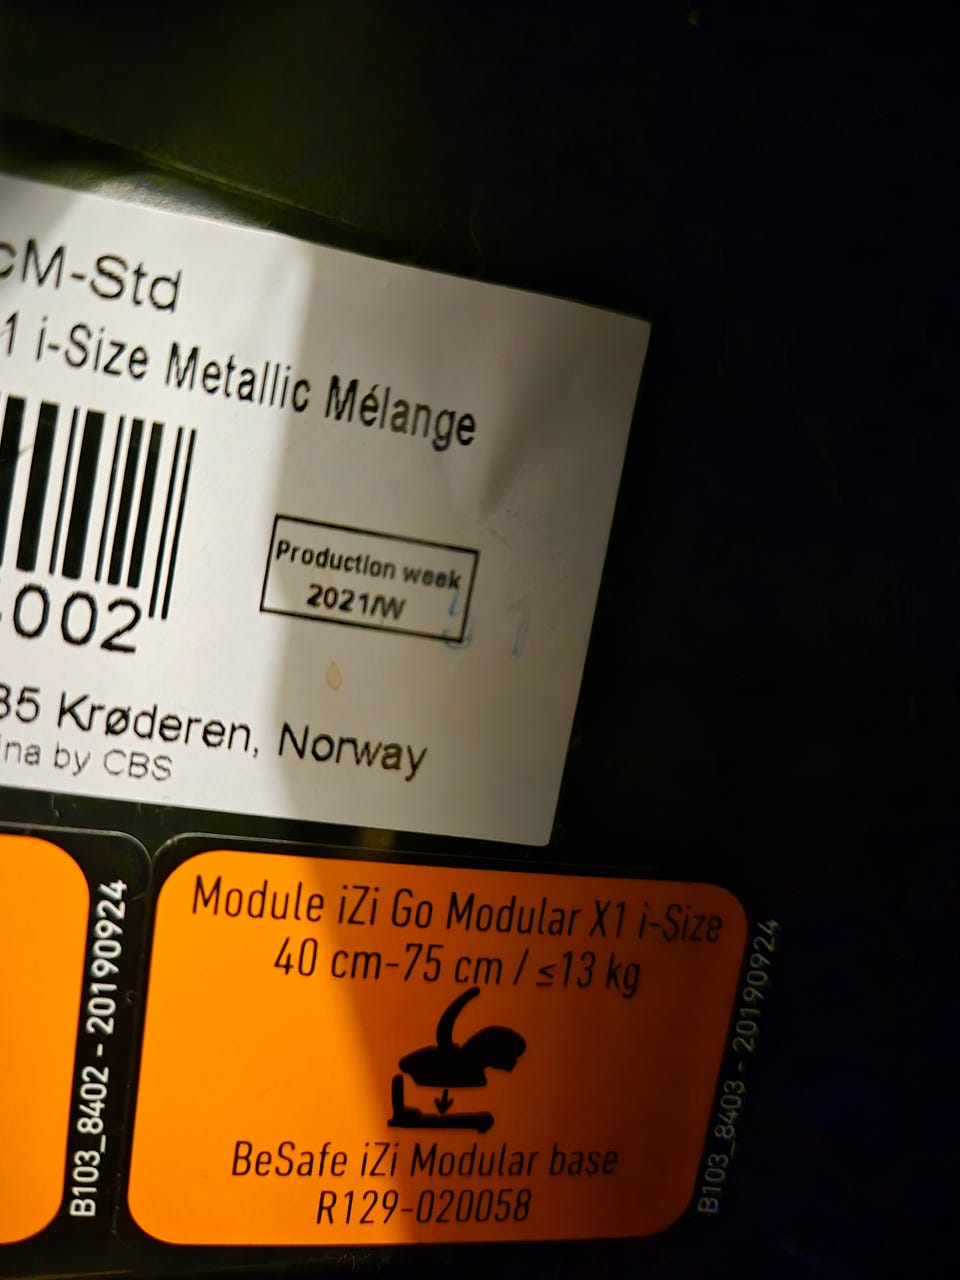 cM-Std
1 i-Size Metallic Mélange
Production week
2021/W
002
35 Krøderen, Norway
ina by CBS
B103_8402 - 20190924
Module iZi Go Modular X1 i-Size
40 cm-75 cm / ≤13 kg
BeSafe iZi Modular base
R129-020058
B103_8403 - 20190924